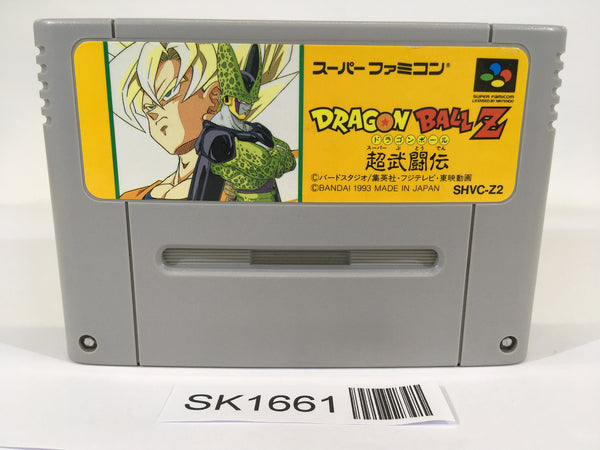 スーパーファミコン®
SUPER FAMICOM
LICENSED BY NINTENDO
DRAGON BALL Z
ドラゴンボール
スーパー ぶ とう でん
超武闘伝
©バードスタジオ/集英社・フジテレビ・東映動画
©BANDAI 1993 MADE IN JAPAN
SHVC-Z2
SK1661